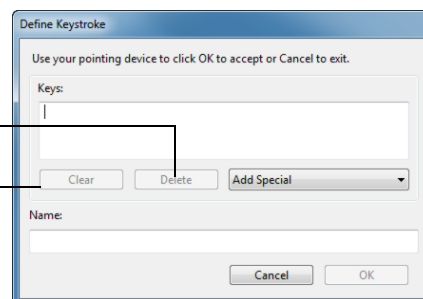 Define Keystroke
Use your pointing device to click OK to accept or Cancel to exit.
Keys:
Clear Delete Add Special
Name:
Cancel OK